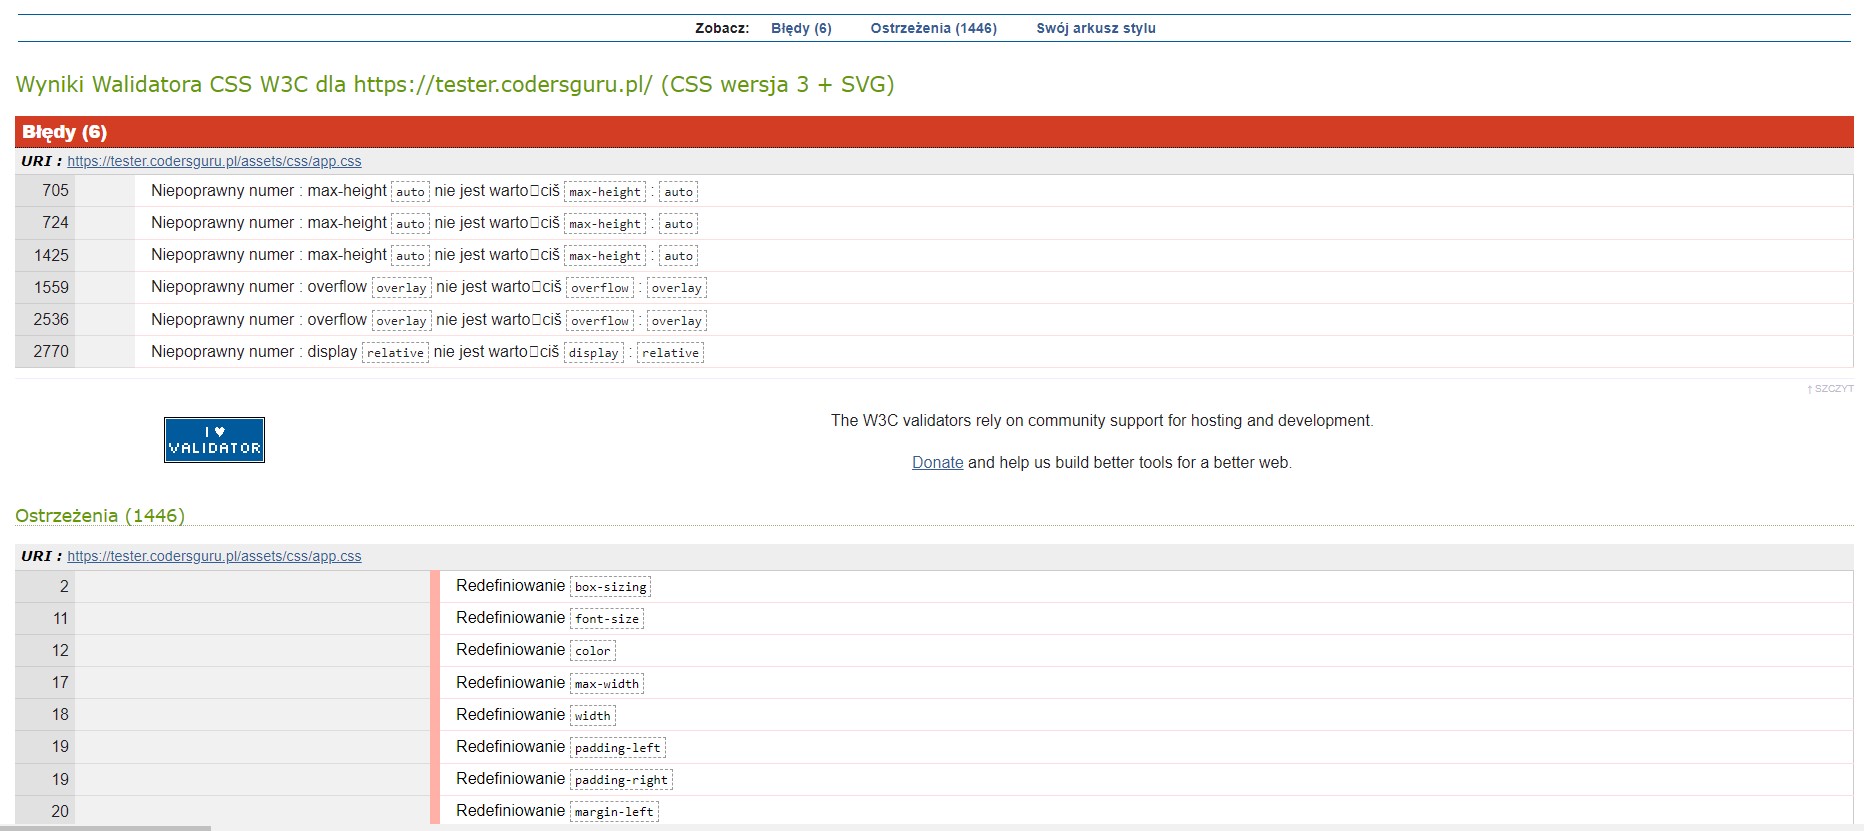 Zobacz: Błędy (6) Ostrzeżenia (1446) Swój arkusz stylu
Wyniki Walidatora CSS W3C dla https://tester.codersguru.pl/ (CSS wersja 3 + SVG)
Błędy (6)
URI : https://tester.codersguru.pl/assets/css/app.css
705 Niepoprawny numer : max-height auto nie jest warto□ciš max-height : auto
724 Niepoprawny numer : max-height auto nie jest warto□ciš max-height : auto
1425 Niepoprawny numer : max-height auto nie jest warto□ciš max-height : auto
1559 Niepoprawny numer : overflow overlay nie jest warto□ciš overflow : overlay
2536 Niepoprawny numer : overflow overlay nie jest warto□ciš overflow : overlay
2770 Niepoprawny numer : display relative nie jest warto□ciš display : relative
↑ SZCZYT
I ♥
VALIDATOR
The W3C validators rely on community support for hosting and development.
Donate and help us build better tools for a better web.
Ostrzeżenia (1446)
URI : https://tester.codersguru.pl/assets/css/app.css
2 Redefiniowanie box-sizing
11 Redefiniowanie font-size
12 Redefiniowanie color
17 Redefiniowanie max-width
18 Redefiniowanie width
19 Redefiniowanie padding-left
19 Redefiniowanie padding-right
20 Redefiniowanie margin-left